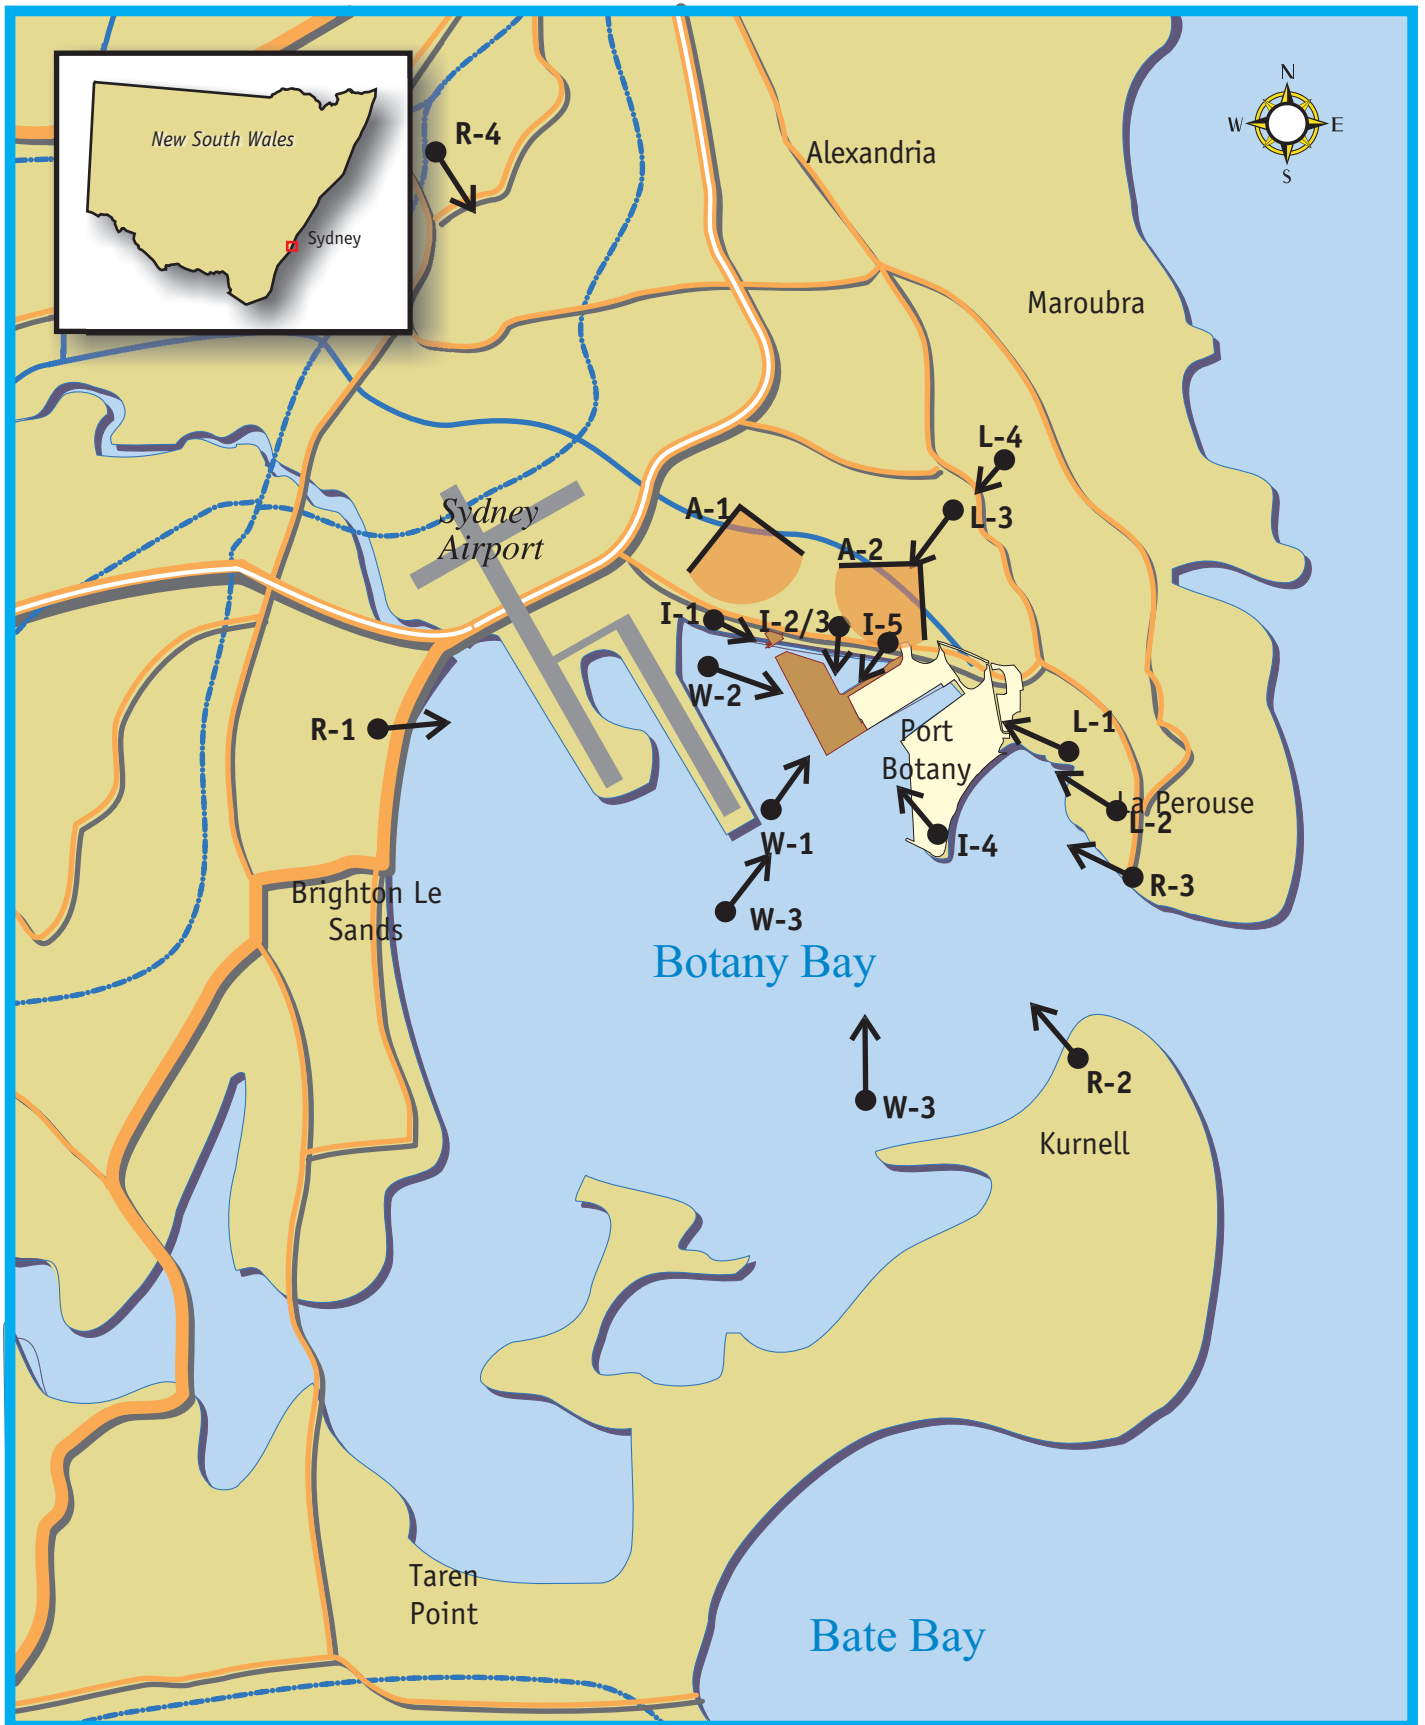 N
W
E
S
New South Wales
Sydney
R-4
Alexandria
Maroubra
L-4
L-3
Sydney
Airport
A-1
A-2
I-1
I-2/3
I-5
W-2
R-1
Port
Botany
L-1
La Perouse
L-2
W-1
I-4
R-3
Brighton Le
Sands
W-3
Botany Bay
R-2
W-3
Kurnell
Taren
Point
Bate Bay